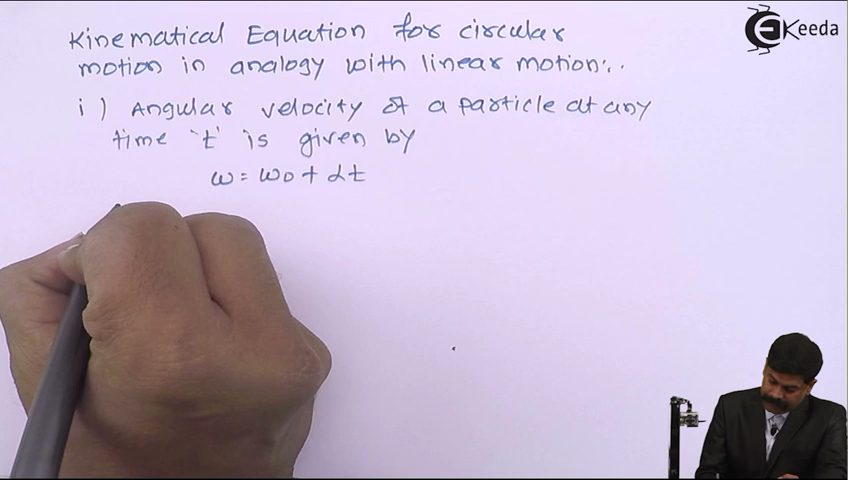 Kinematical Equation for circular
motion in analogy with linear motion:.
i) Angular velocity of a particle at any
time 't' is given by
ω = ω0 + αt
Keeda